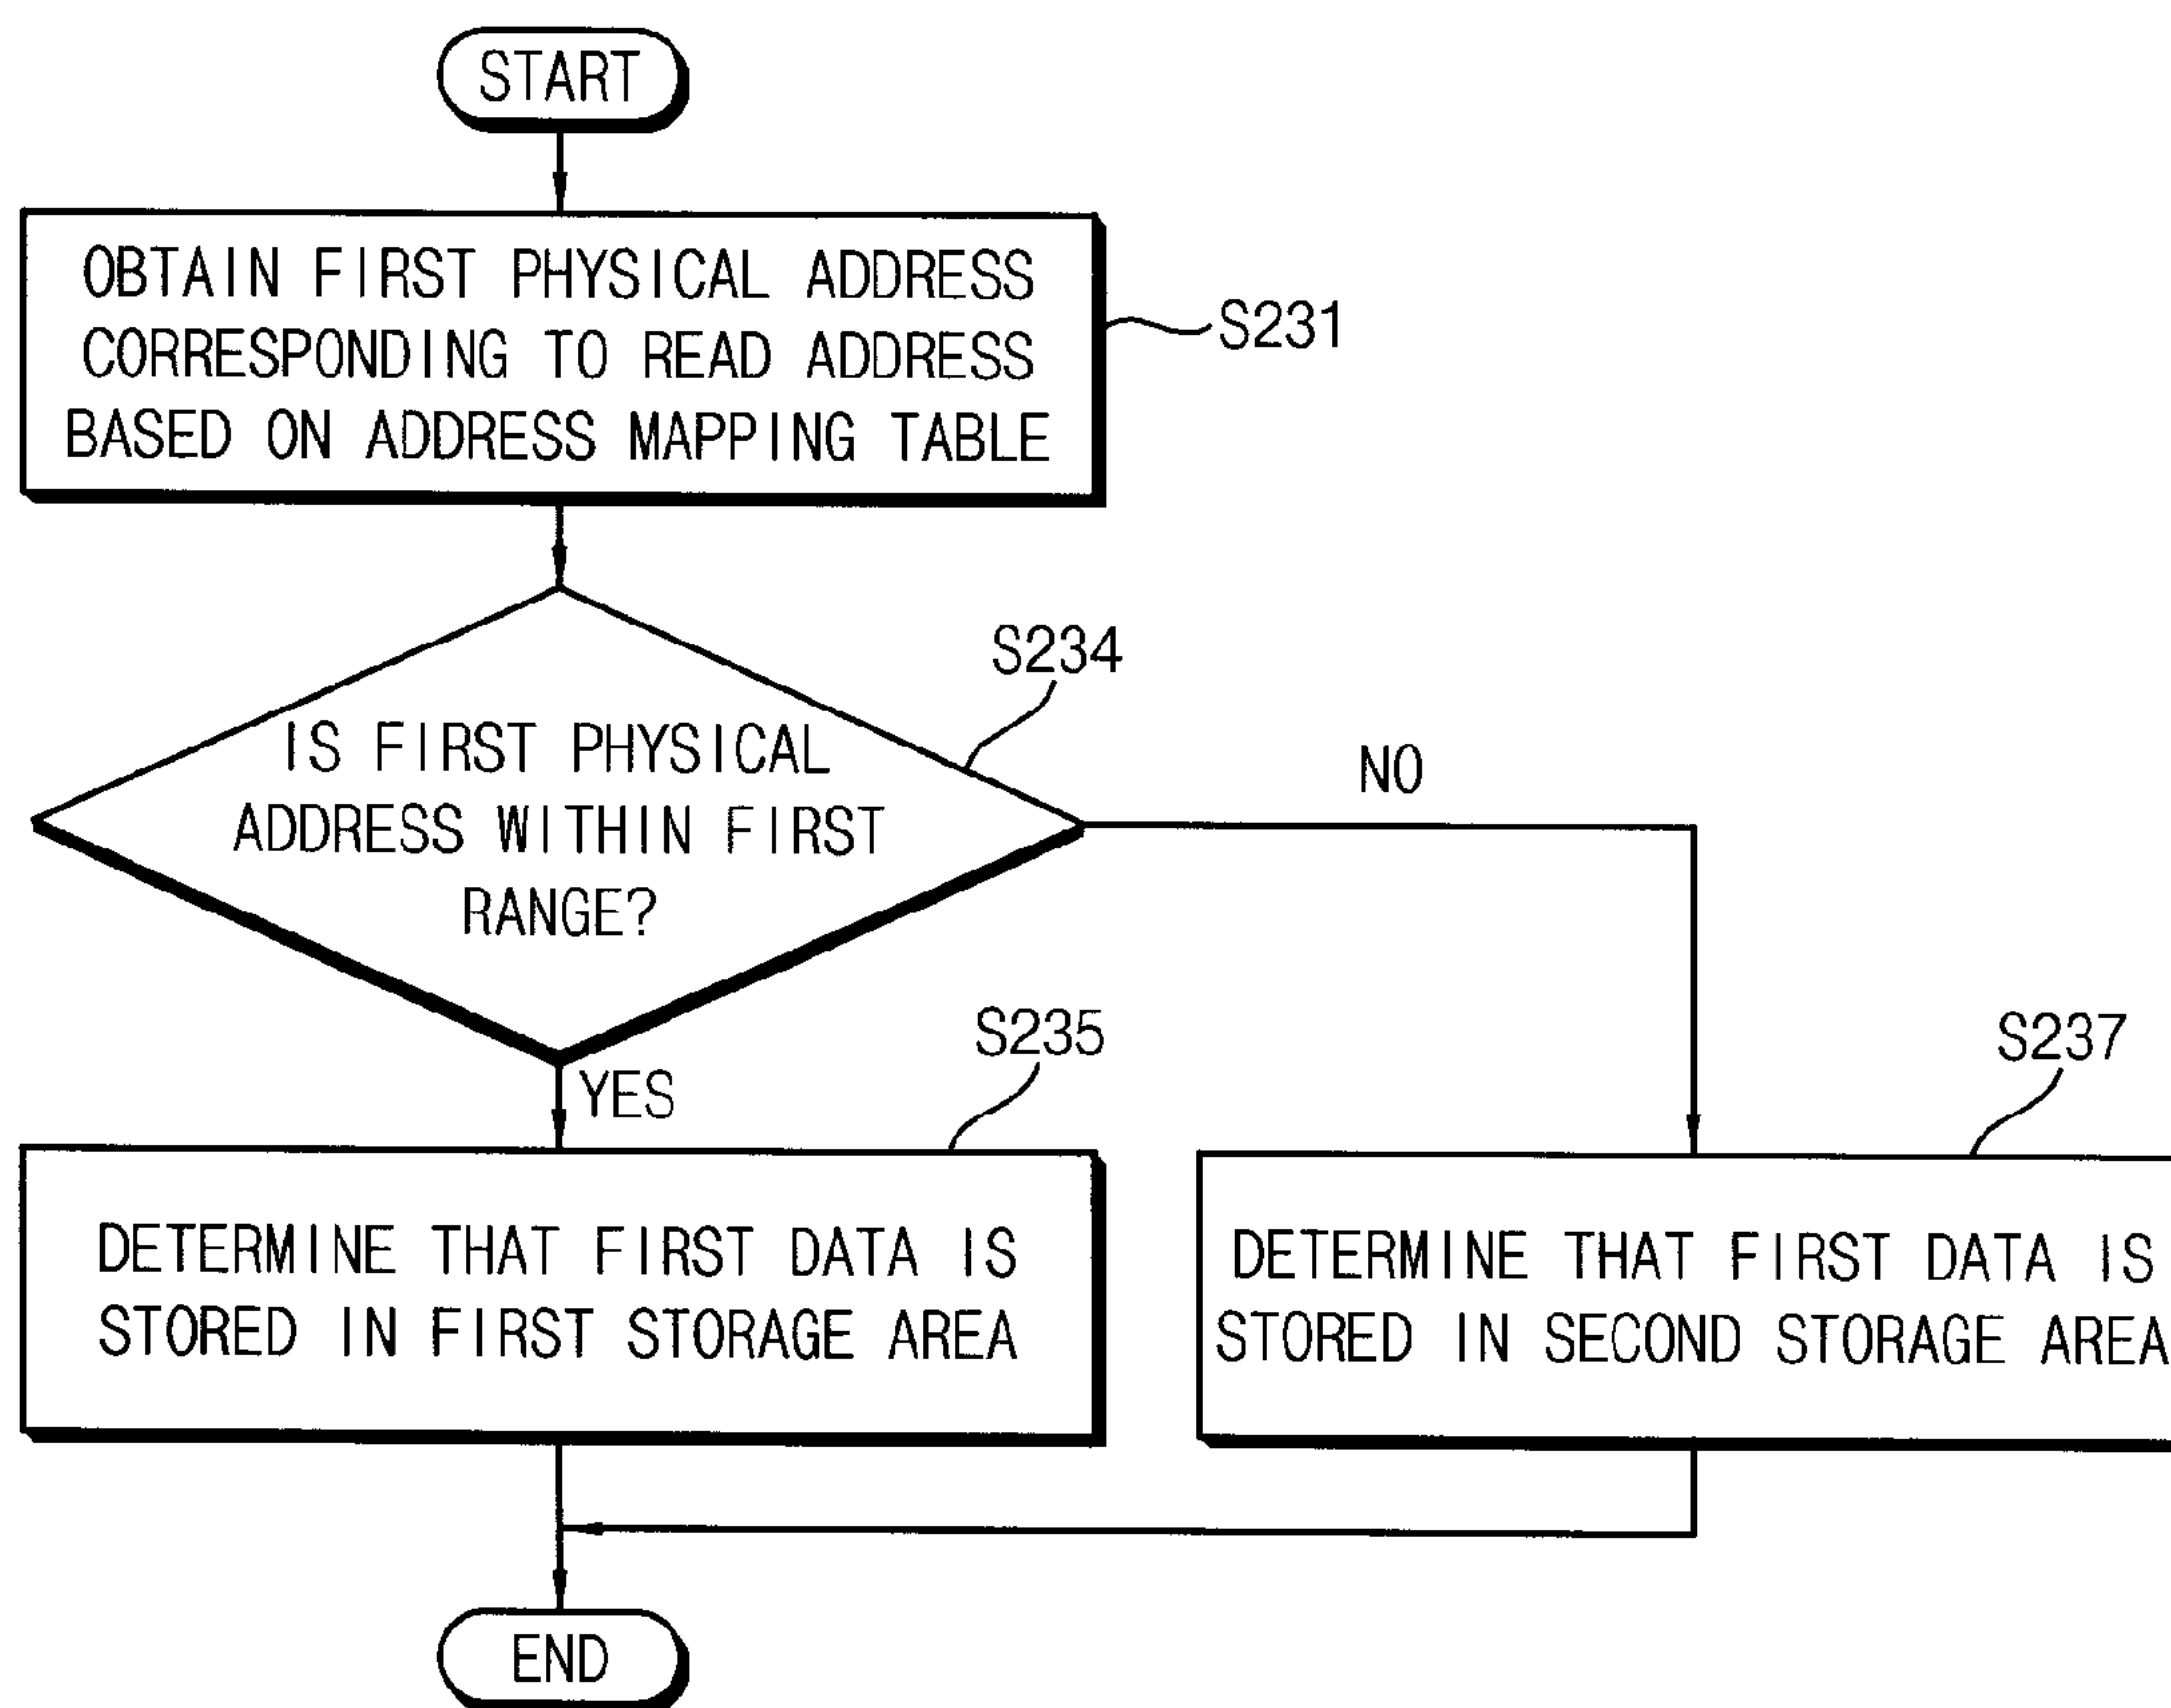 START
OBTAIN FIRST PHYSICAL ADDRESS
CORRESPONDING TO READ ADDRESS
BASED ON ADDRESS MAPPING TABLE
S231
S234
IS FIRST PHYSICAL
ADDRESS WITHIN FIRST
RANGE?
NO
YES
S235
DETERMINE THAT FIRST DATA IS
STORED IN FIRST STORAGE AREA
S237
DETERMINE THAT FIRST DATA IS
STORED IN SECOND STORAGE AREA
END